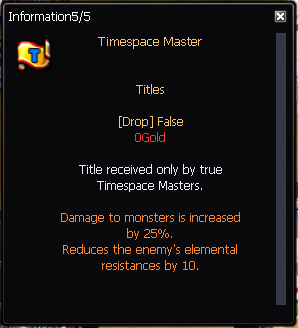 Information5/5
Timespace Master
T
Titles
[Drop] False
0Gold
Title received only by true
Timespace Masters.
Damage to monsters is increased
by 25%.
Reduces the enemy's elemental
resistances by 10.